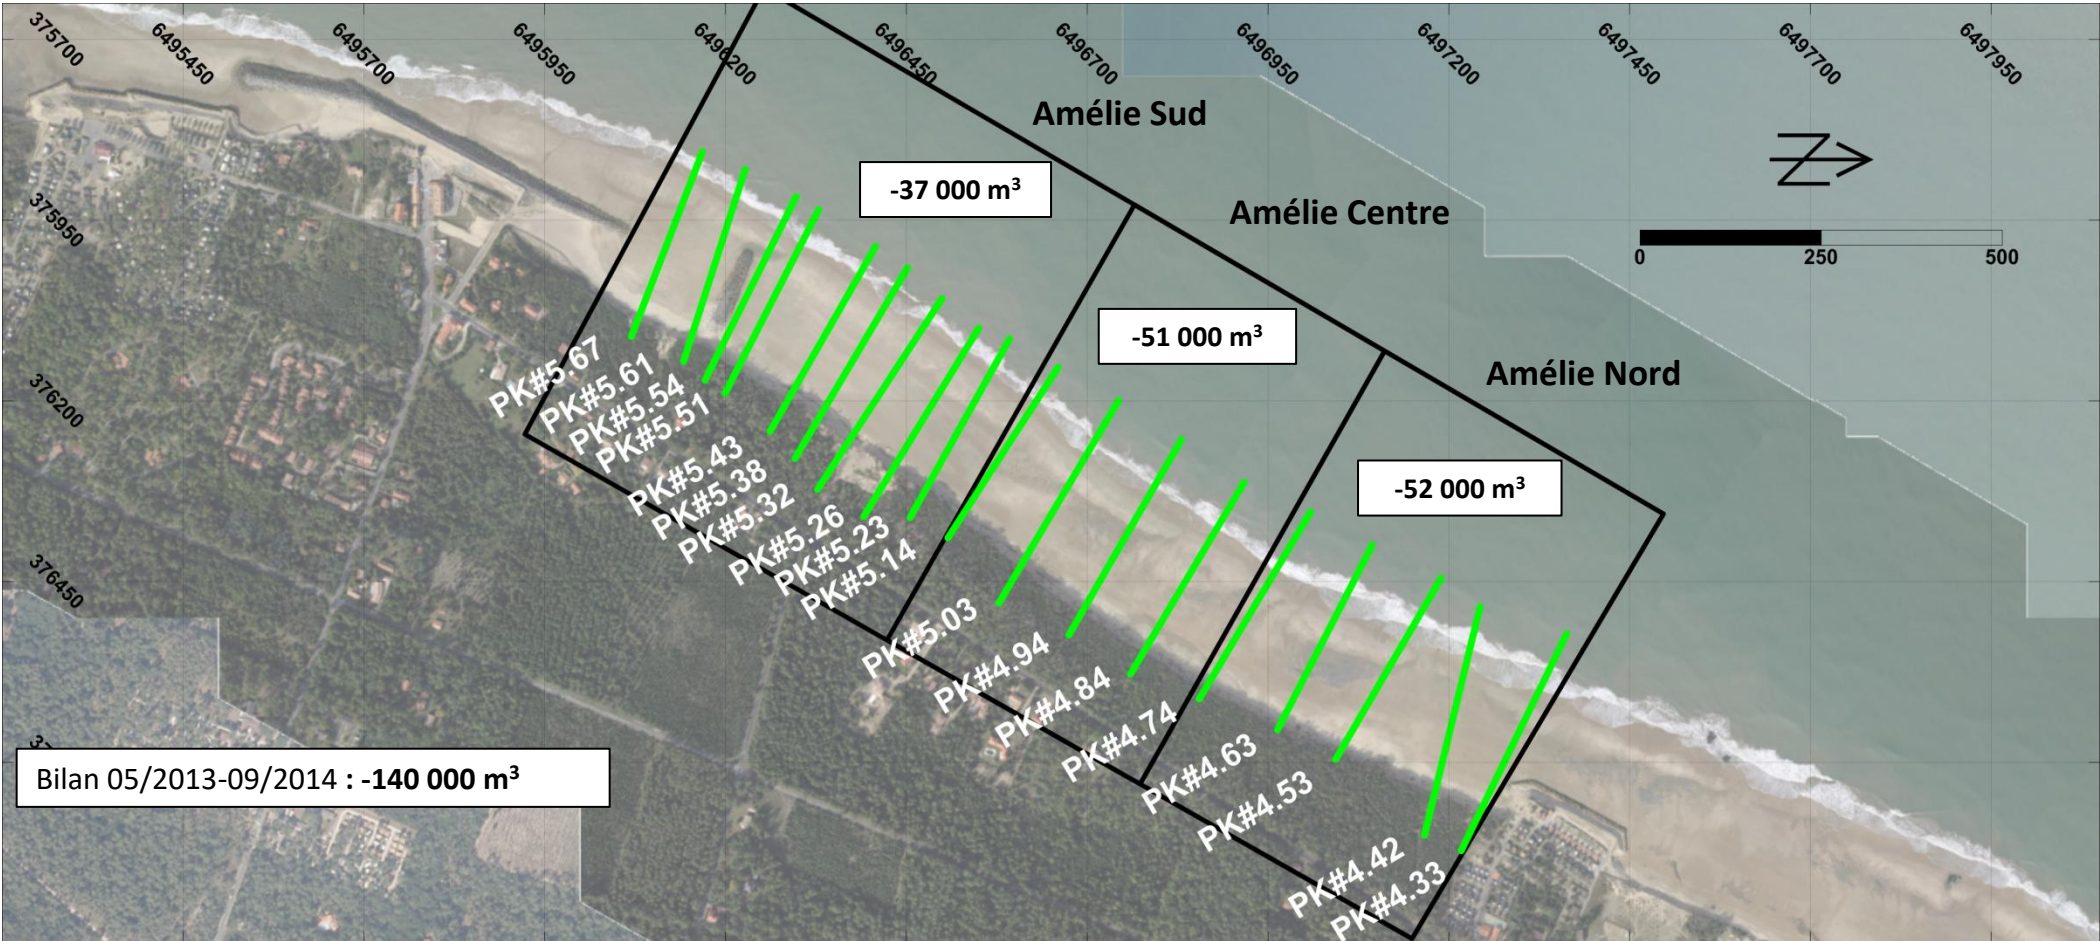 375700
6495450
6495700
6495950
6496200
6496450
6496700
6496950
6497200
6497450
6497700
6497950
Amélie Sud
-37 000 m³
Amélie Centre
Z
375950
0 250 500
-51 000 m³
Amélie Nord
376200
-52 000 m³
376450
PK#5.67
PK#5.61
PK#5.54
PK#5.51
PK#5.43
PK#5.38
PK#5.32
PK#5.26
PK#5.23
PK#5.14
PK#5.03
PK#4.94
PK#4.84
PK#4.74
PK#4.63
PK#4.53
PK#4.42
PK#4.33
Bilan 05/2013-09/2014 : -140 000 m³